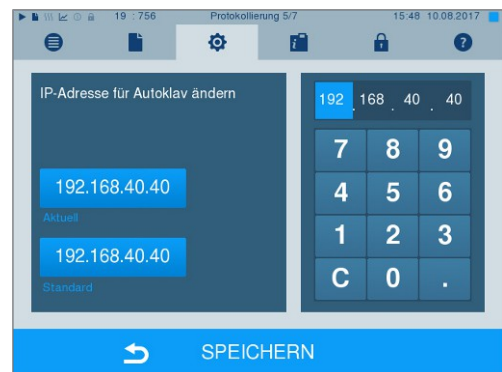 19 : 756 Protokollierung 5/7 15:48 10.08.2017
IP-Adresse für Autoklav ändern
192.168.40.40
Aktuell
192.168.40.40
Standard
192 . 168 . 40 . 40
7 8 9
4 5 6
1 2 3
C 0 .
SPEICHERN